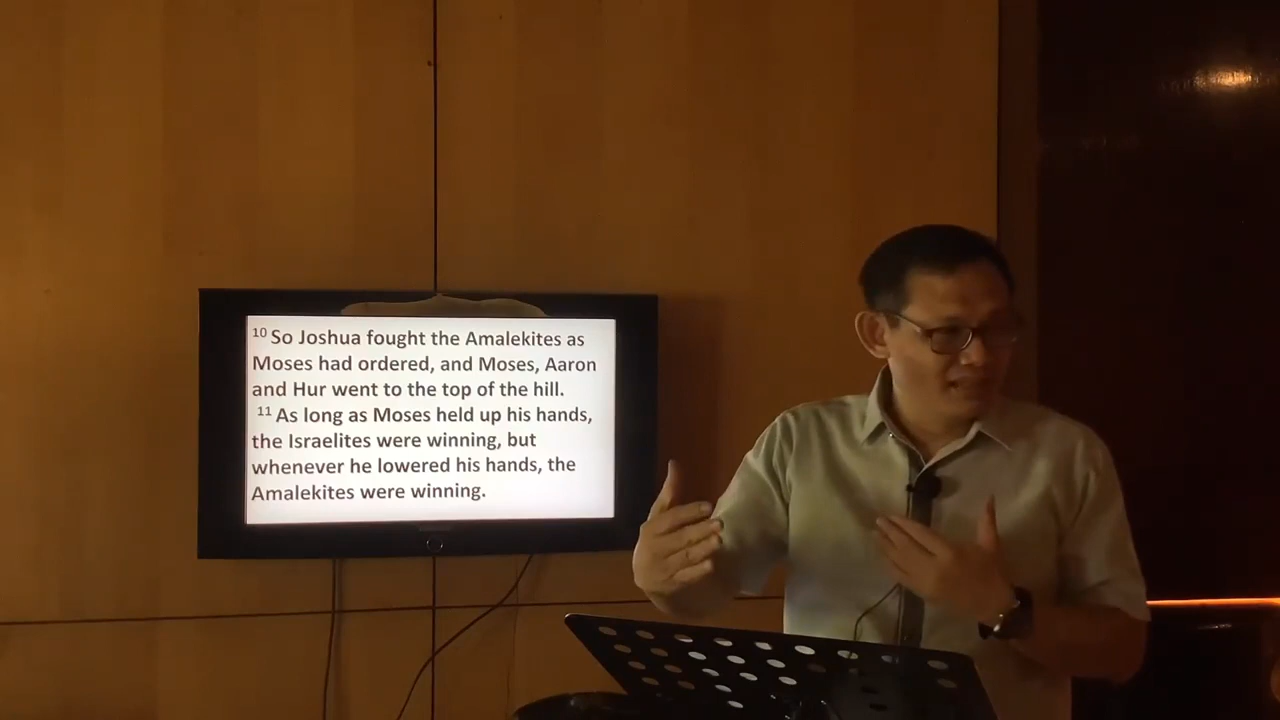 10 So Joshua fought the Amalekites as
Moses had ordered, and Moses, Aaron
and Hur went to the top of the hill.
11 As long as Moses held up his hands,
the Israelites were winning, but
whenever he lowered his hands, the
Amalekites were winning.